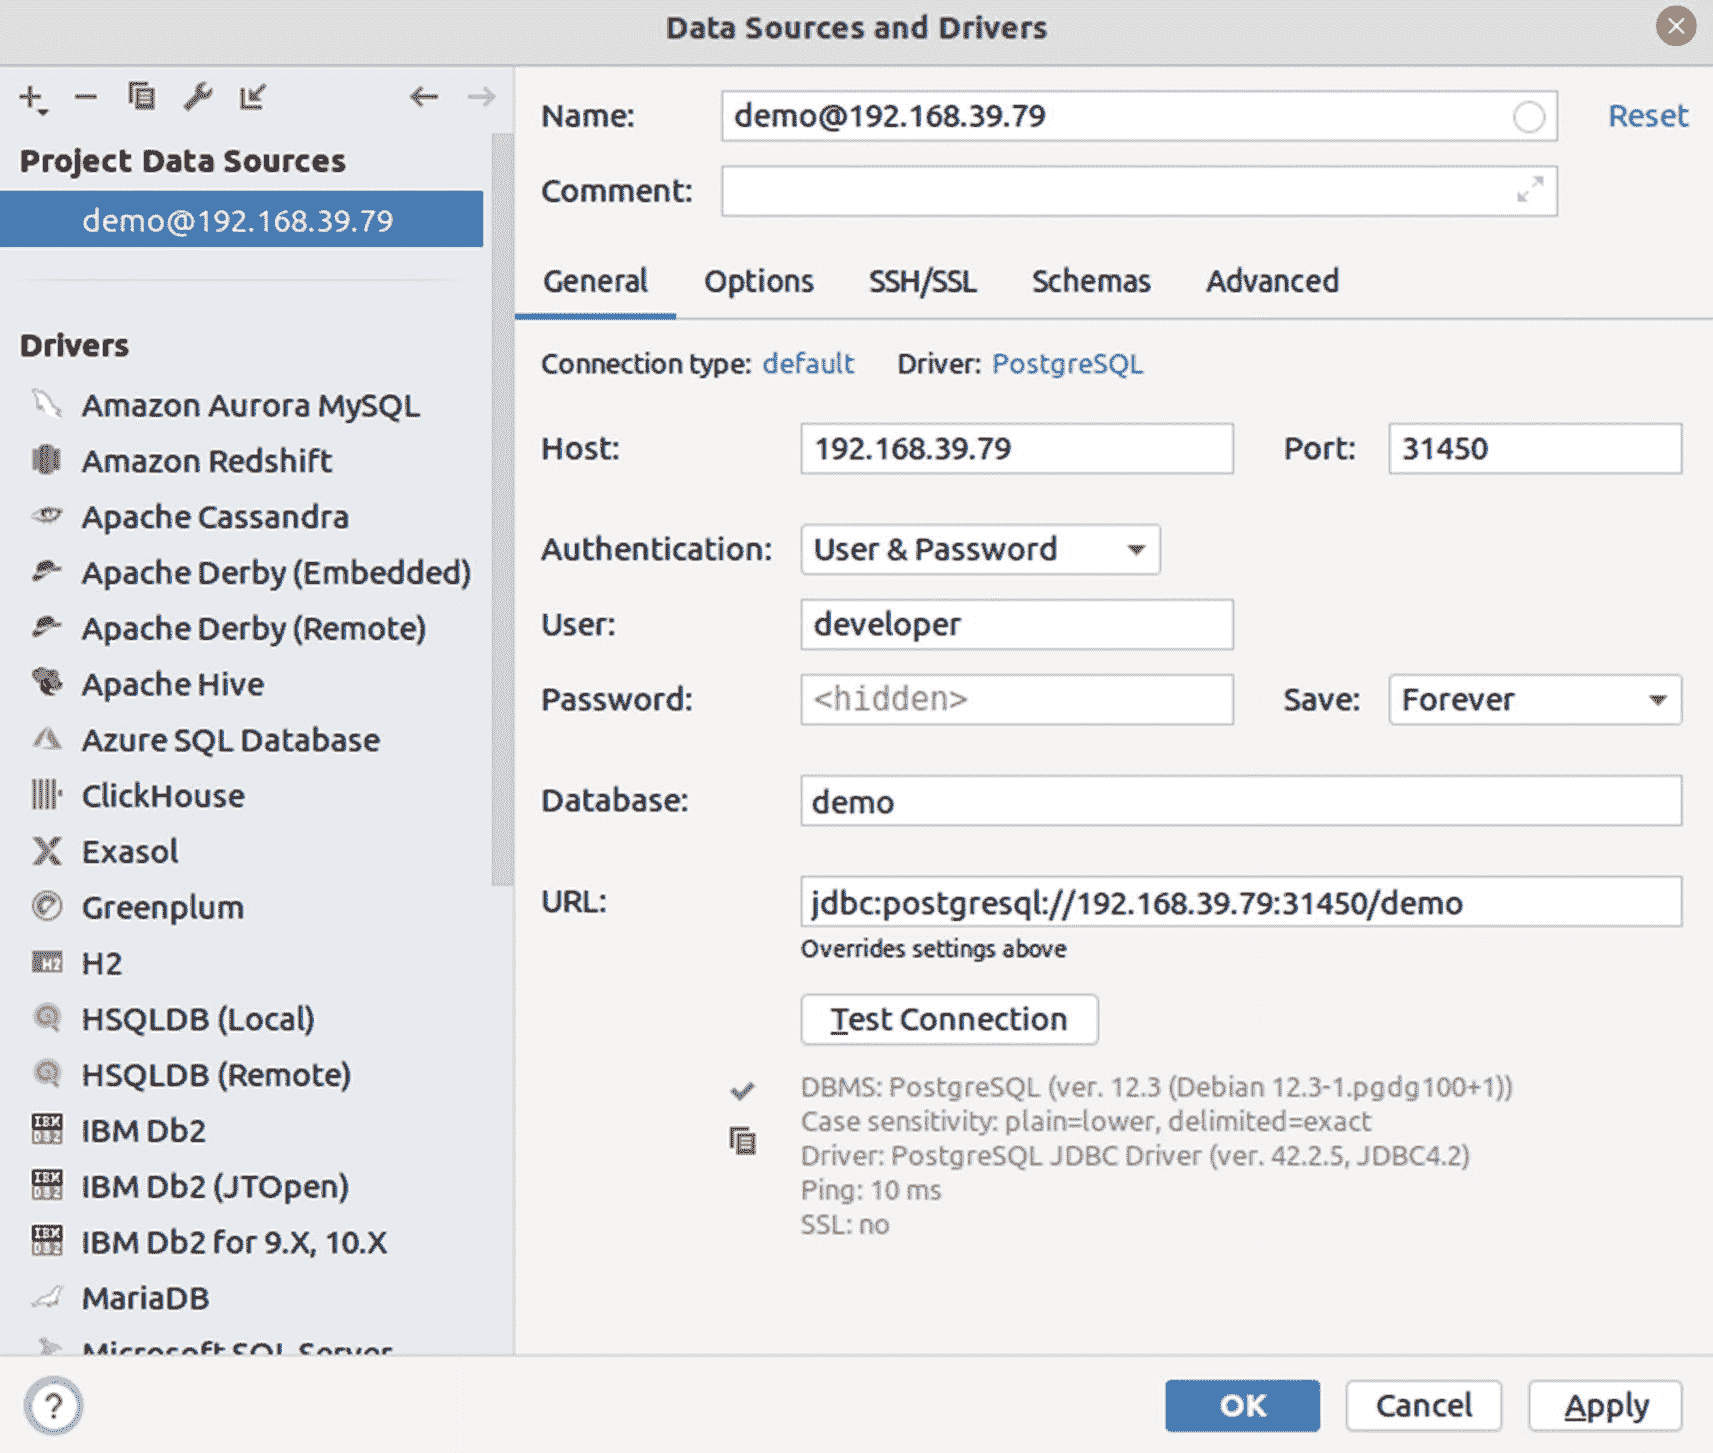 Data Sources and Drivers
Project Data Sources
demo@192.168.39.79
Drivers
Amazon Aurora MySQL
Amazon Redshift
Apache Cassandra
Apache Derby (Embedded)
Apache Derby (Remote)
Apache Hive
Azure SQL Database
ClickHouse
Exasol
Greenplum
H2
HSQLDB (Local)
HSQLDB (Remote)
IBM Db2
IBM Db2 (JTOpen)
IBM Db2 for 9.X, 10.X
MariaDB
Microsoft SQL Server
Name: demo@192.168.39.79 Reset
Comment:
General Options SSH/SSL Schemas Advanced
Connection type: default Driver: PostgreSQL
Host: 192.168.39.79 Port: 31450
Authentication: User & Password
User: developer
Password: <hidden> Save: Forever
Database: demo
URL: jdbc:postgresql://192.168.39.79:31450/demo
Overrides settings above
Test Connection
DBMS: PostgreSQL (ver. 12.3 (Debian 12.3-1.pgdg100+1))
Case sensitivity: plain=lower, delimited=exact
Driver: PostgreSQL JDBC Driver (ver. 42.2.5, JDBC4.2)
Ping: 10 ms
SSL: no
? OK Cancel Apply